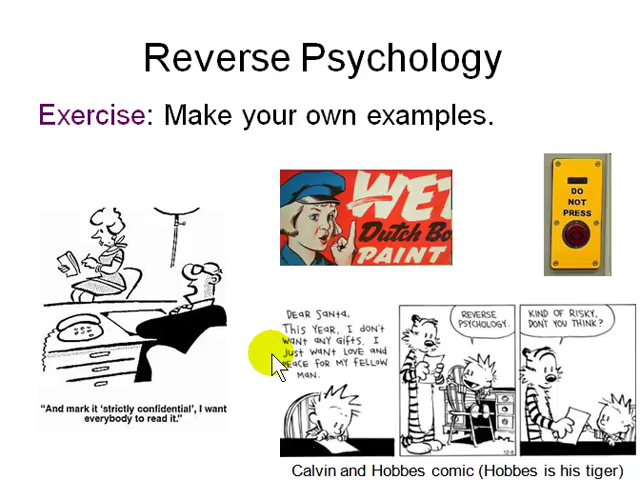 Reverse Psychology
Exercise: Make your own examples.
WET
Dutch Bo
PAINT
DO
NOT
PRESS
"And mark it 'strictly confidential', I want
everybody to read it."
DEAR SANTA,
THIS YEAR, I DON'T
WANT ANY GIFTS. I
JUST WANT LOVE AND
PEACE FOR MY FELLOW
MAN.
REVERSE
PSYCHOLOGY.
KIND OF RISKY,
DON'T YOU THINK?
Calvin and Hobbes comic (Hobbes is his tiger)